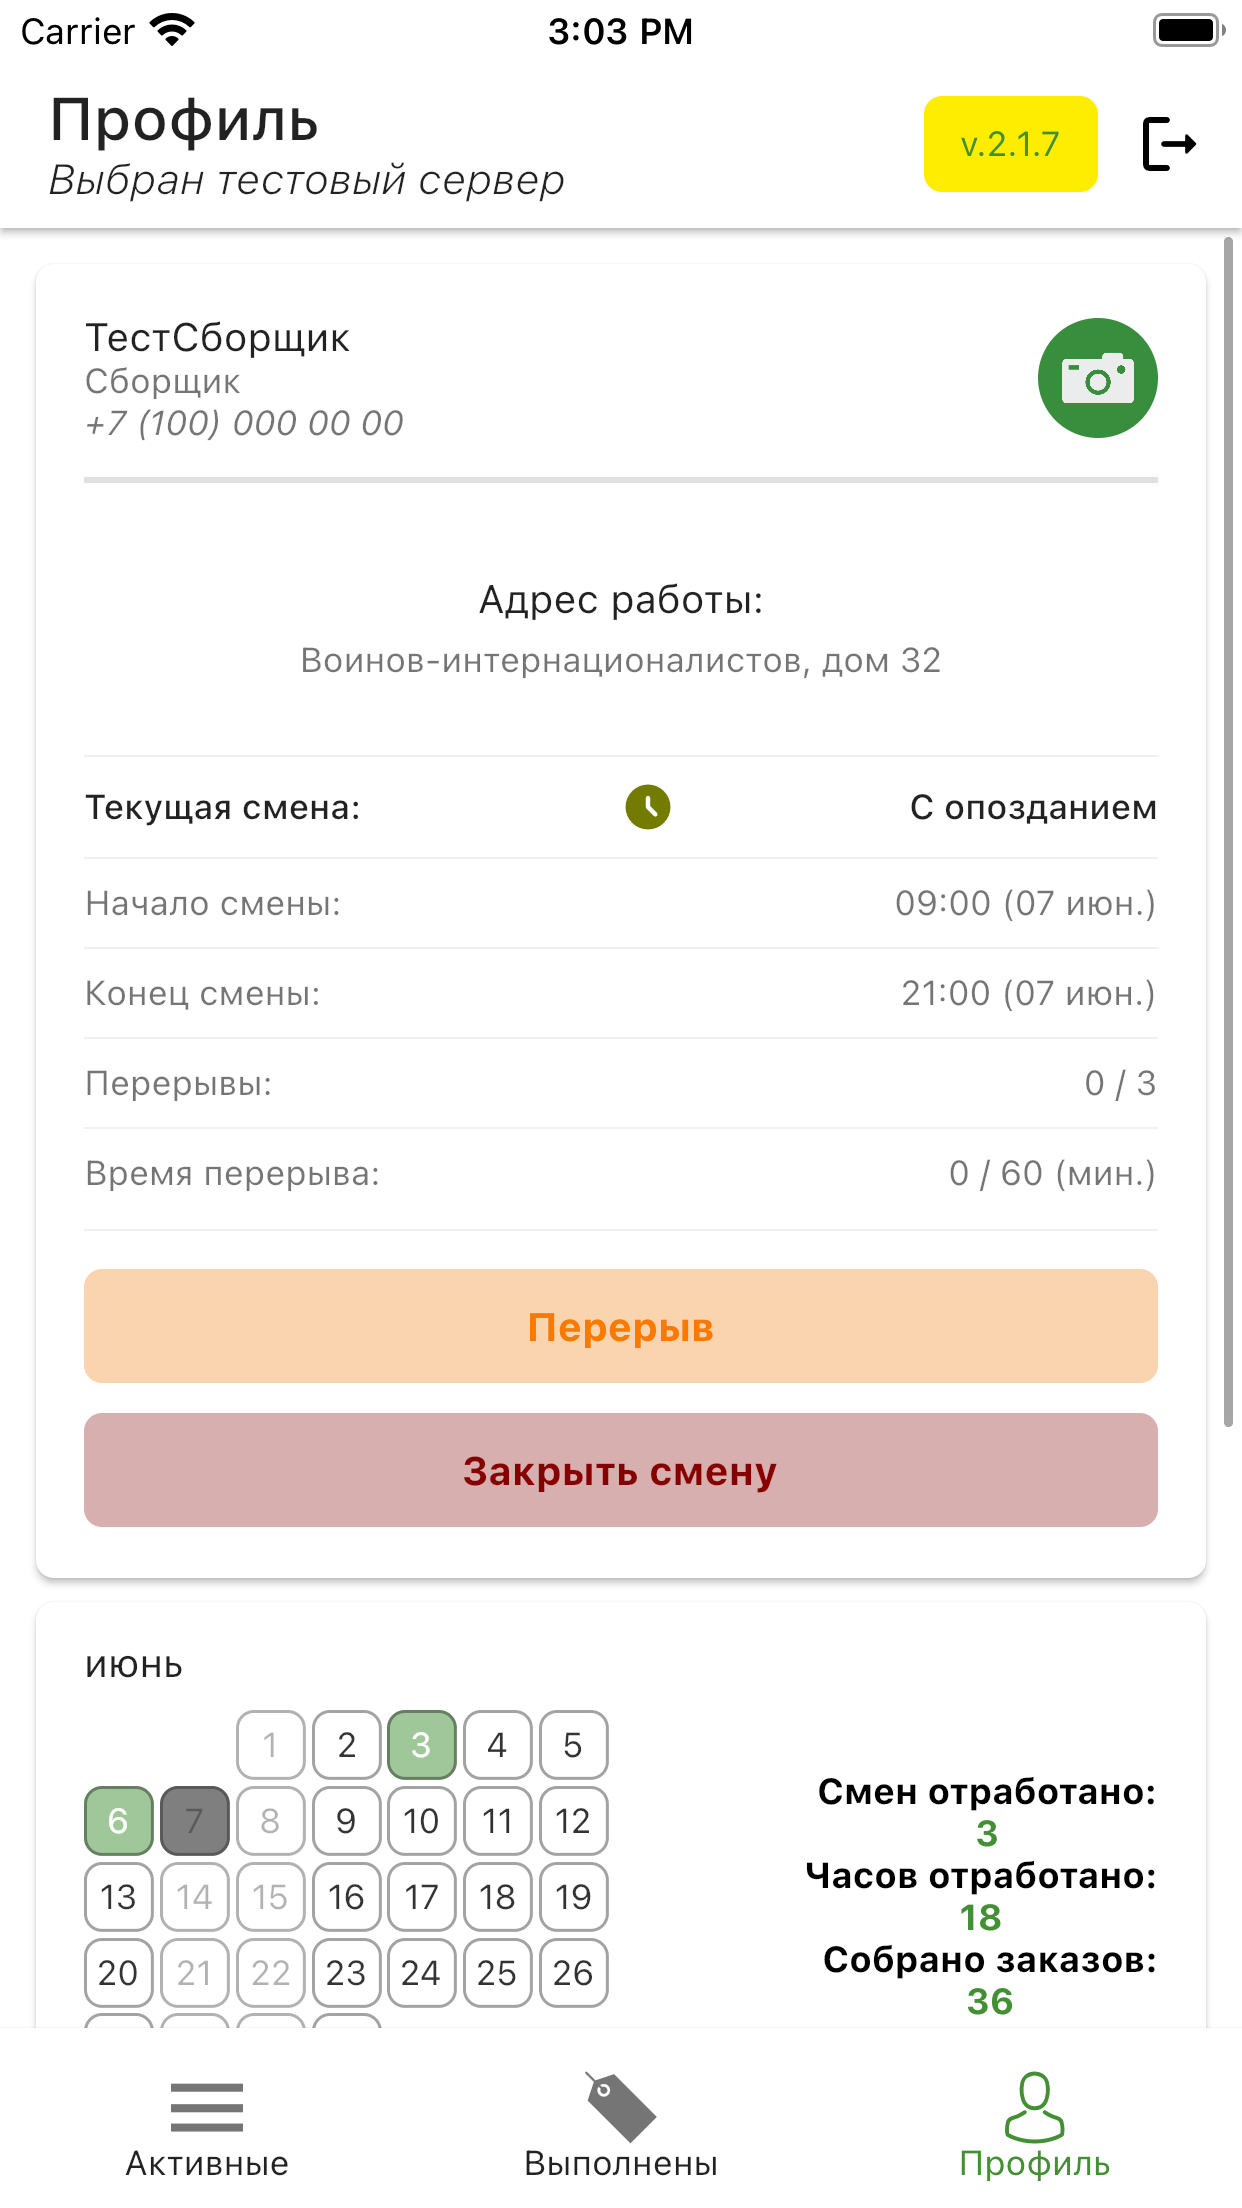 Carrier
3:03 PM
Профиль
Выбран тестовый сервер
v.2.1.7
ТестСборщик
Сборщик
+7 (100) 000 00 00
Адрес работы:
Воинов-интернационалистов, дом 32
Текущая смена: С опозданием
Начало смены: 09:00 (07 июн.)
Конец смены: 21:00 (07 июн.)
Перерывы: 0 / 3
Время перерыва: 0 / 60 (мин.)
Перерыв
Закрыть смену
июнь
1 2 3 4 5
6 7 8 9 10 11 12
13 14 15 16 17 18 19
20 21 22 23 24 25 26
Смен отработано:
3
Часов отработано:
18
Собрано заказов:
36
Активные
Выполнены
Профиль